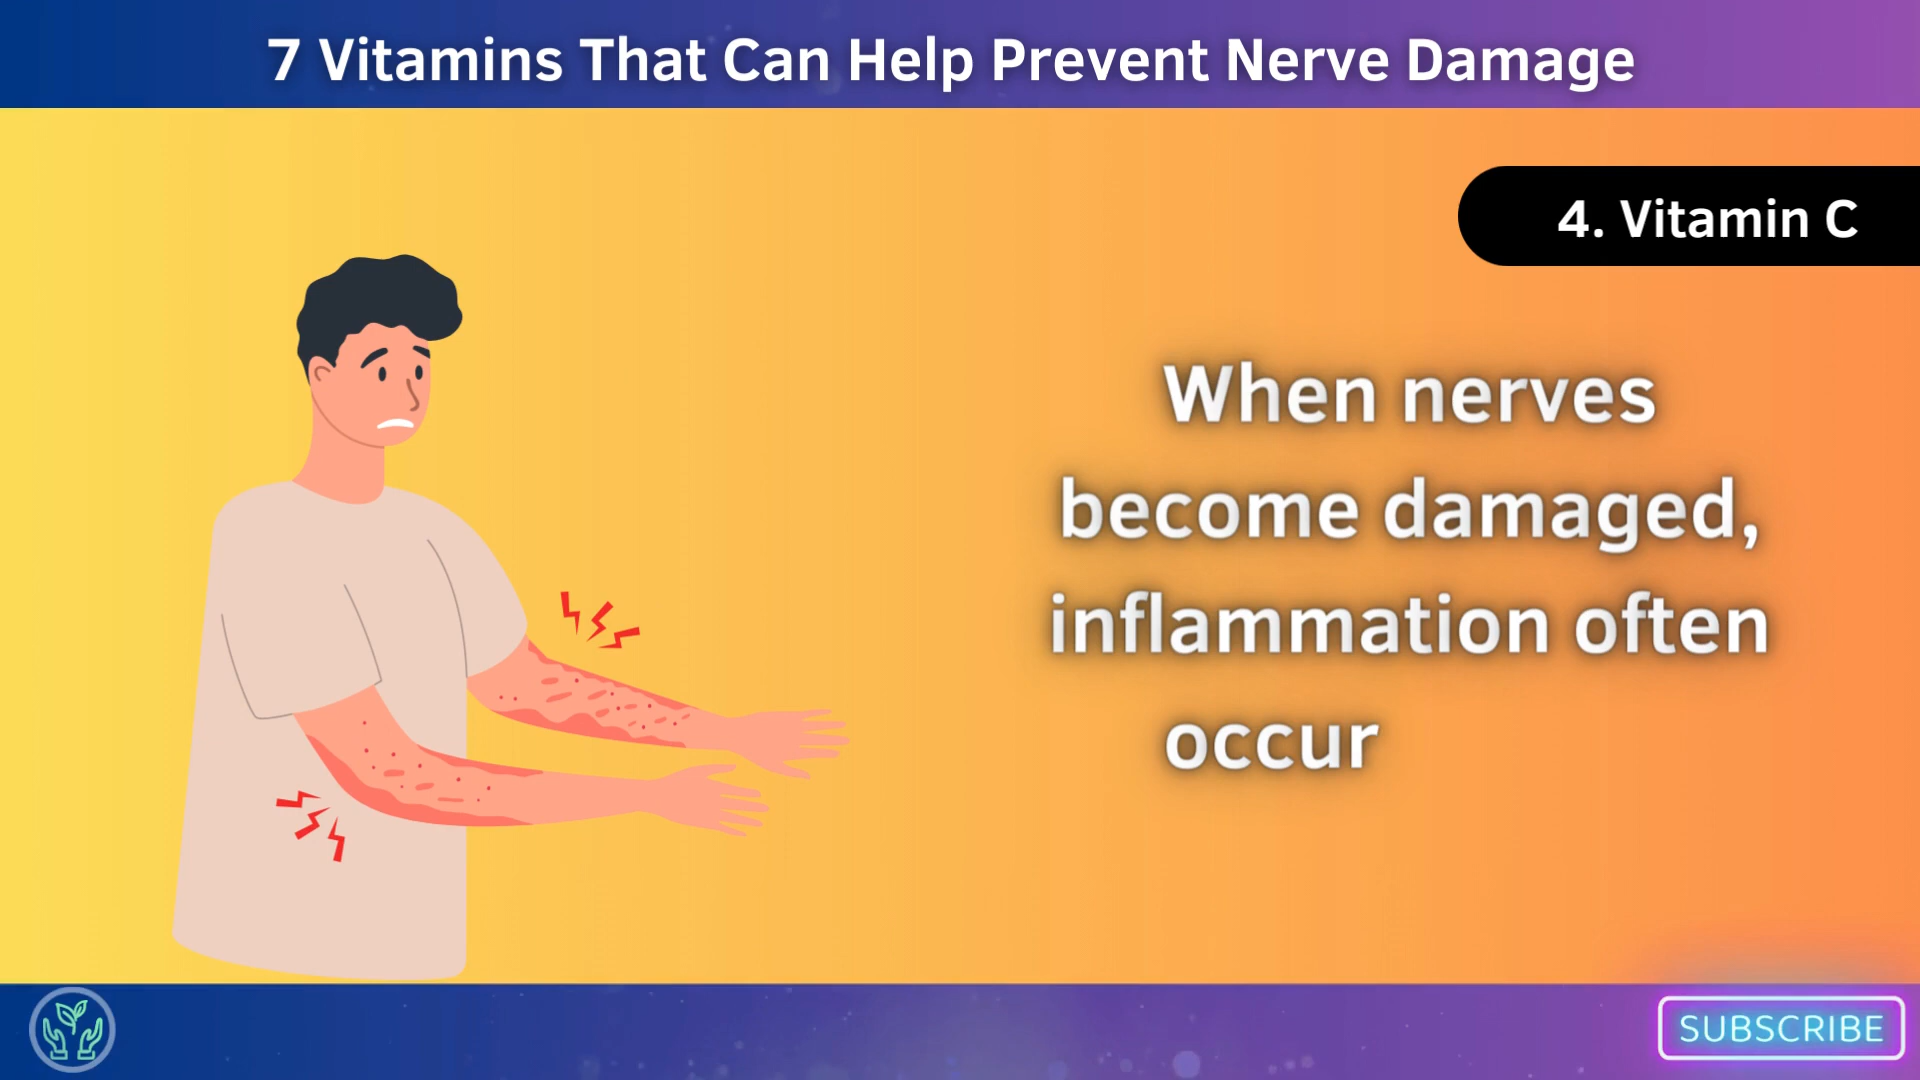 7 Vitamins That Can Help Prevent Nerve Damage
4. Vitamin C
When nerves
become damaged,
inflammation often
occur
SUBSCRIBE